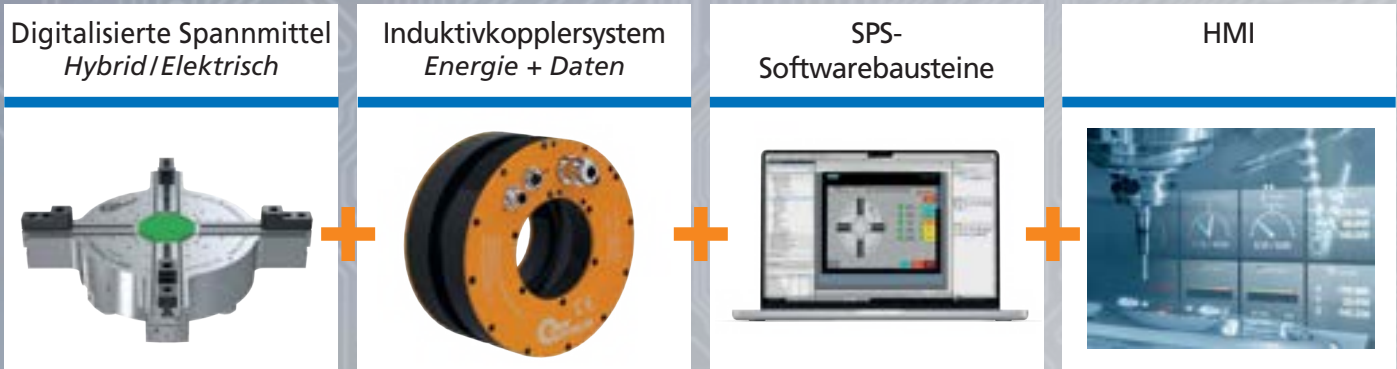 Digitalisierte Spannmittel
Hybrid/Elektrisch
Induktivkopplersystem
Energie + Daten
SPS-
Softwarebausteine
HMI